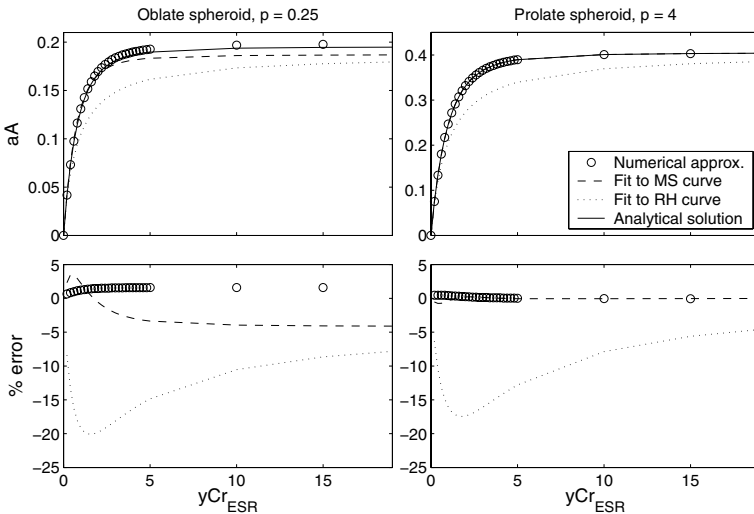 Oblate spheroid, p = 0.25
Prolate spheroid, p = 4
aA
0.2
0.15
0.1
0.05
0
0.4
0.3
0.2
0.1
0
Numerical approx.
Fit to MS curve
Fit to RH curve
Analytical solution
% error
5
0
−5
−10
−15
−20
−25
5
0
−5
−10
−15
−20
−25
0 5 10 15
0 5 10 15
yCr_ESR
yCr_ESR